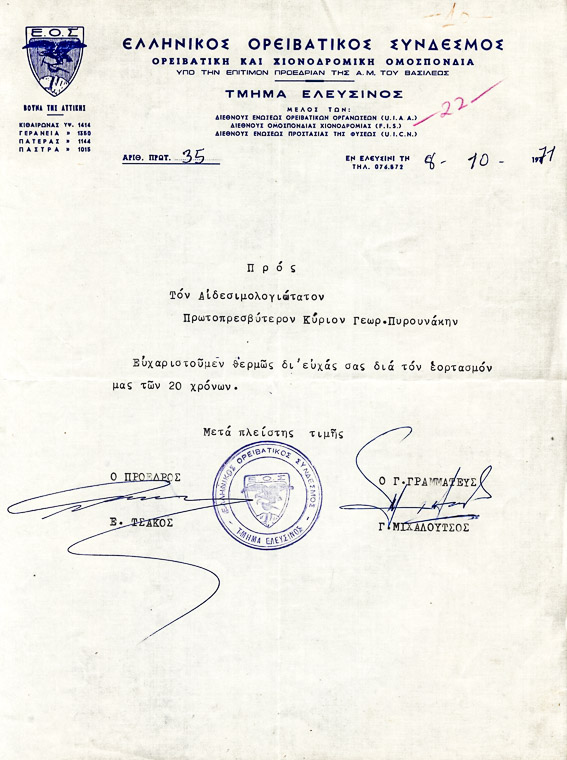 -1-
Ε.Ο.Σ
ΕΛΛΗΝΙΚΟΣ ΟΡΕΙΒΑΤΙΚΟΣ ΣΥΝΔΕΣΜΟΣ
ΟΡΕΙΒΑΤΙΚΗ ΚΑΙ ΧΙΟΝΟΔΡΟΜΙΚΗ ΟΜΟΣΠΟΝΔΙΑ
ΥΠΟ ΤΗΝ ΕΠΙΤΙΜΟΝ ΠΡΟΕΔΡΙΑΝ ΤΗΣ Α.Μ. ΤΟΥ ΒΑΣΙΛΕΩΣ
ΤΜΗΜΑ ΕΛΕΥΣΙΝΟΣ
ΜΕΛΟΣ ΤΩΝ:
ΔΙΕΘΝΟΥΣ ΕΝΩΣΕΩΣ ΟΡΕΙΒΑΤΙΚΩΝ ΟΡΓΑΝΩΣΕΩΝ (U.I.A.A.)
ΔΙΕΘΝΟΥΣ ΟΜΟΣΠΟΝΔΙΑΣ ΧΙΟΝΟΔΡΟΜΙΑΣ (F.I.S.)
ΔΙΕΘΝΟΥΣ ΕΝΩΣΕΩΣ ΠΡΟΣΤΑΣΙΑΣ ΤΗΣ ΦΥΣΕΩΣ (U.I.C.N.)
22
ΒΟΥΝΑ ΤΗΣ ΑΤΤΙΚΗΣ
ΚΙΘΑΙΡΩΝΑΣ ΥΨ. 1414
ΓΕΡΑΝΕΙΑ » 1350
ΠΑΤΕΡΑΣ » 1144
ΠΑΣΤΡΑ » 1015
ΑΡΙΘ. ΠΡΩΤ. 35
ΕΝ ΕΛΕΥΣΙΝΙ ΤΗ 8 - 10 - 1971
ΤΗΛ. 076.572
Πρός
Τόν Αἰδεσιμολογιώτατον
Πρωτοπρεσβύτερον Κύριον Γεωρ.Πυρουνάκην
Εὐχαριστοῦμεν θερμῶς δι'εὐχάς σας διά τόν ἑορτασμόν
μας τῶν 20 χρόνων.
Μετά πλείστης τιμῆς
Ο ΠΡΟΕΔΡΟΣ
Ο Γ.ΓΡΑΜΜΑΤΕΥΣ
ΕΛΛΗΝΙΚΟΣ ΟΡΕΙΒΑΤΙΚΟΣ ΣΥΝΔΕΣΜΟΣ
Ε.Ο.Σ
- ΤΜΗΜΑ ΕΛΕΥΣΙΝΟΣ -
Ε. ΤΣΑΚΟΣ
Γ.ΜΙΧΑΛΟΥΤΣΟΣ